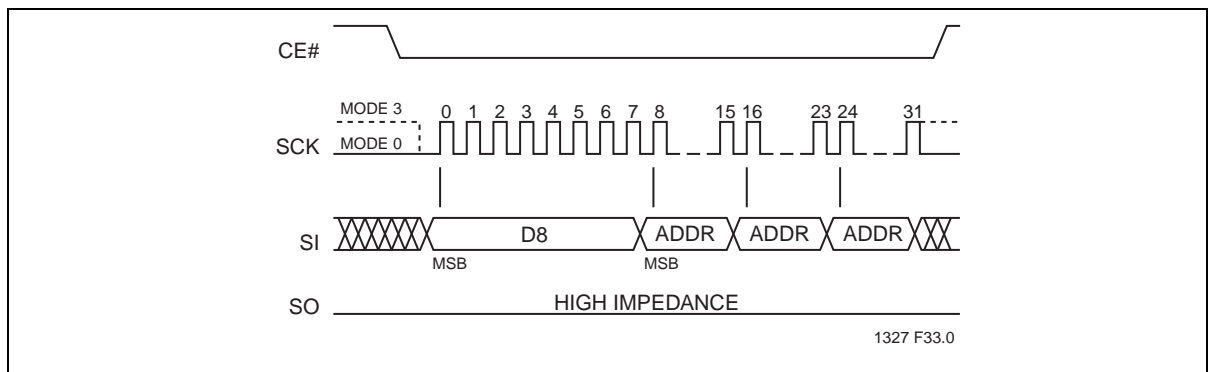 CE#
MODE 3
0 1 2 3 4 5 6 7 8 15 16 23 24 31
SCK MODE 0
SI D8 ADDR ADDR ADDR
MSB MSB
SO HIGH IMPEDANCE
1327 F33.0